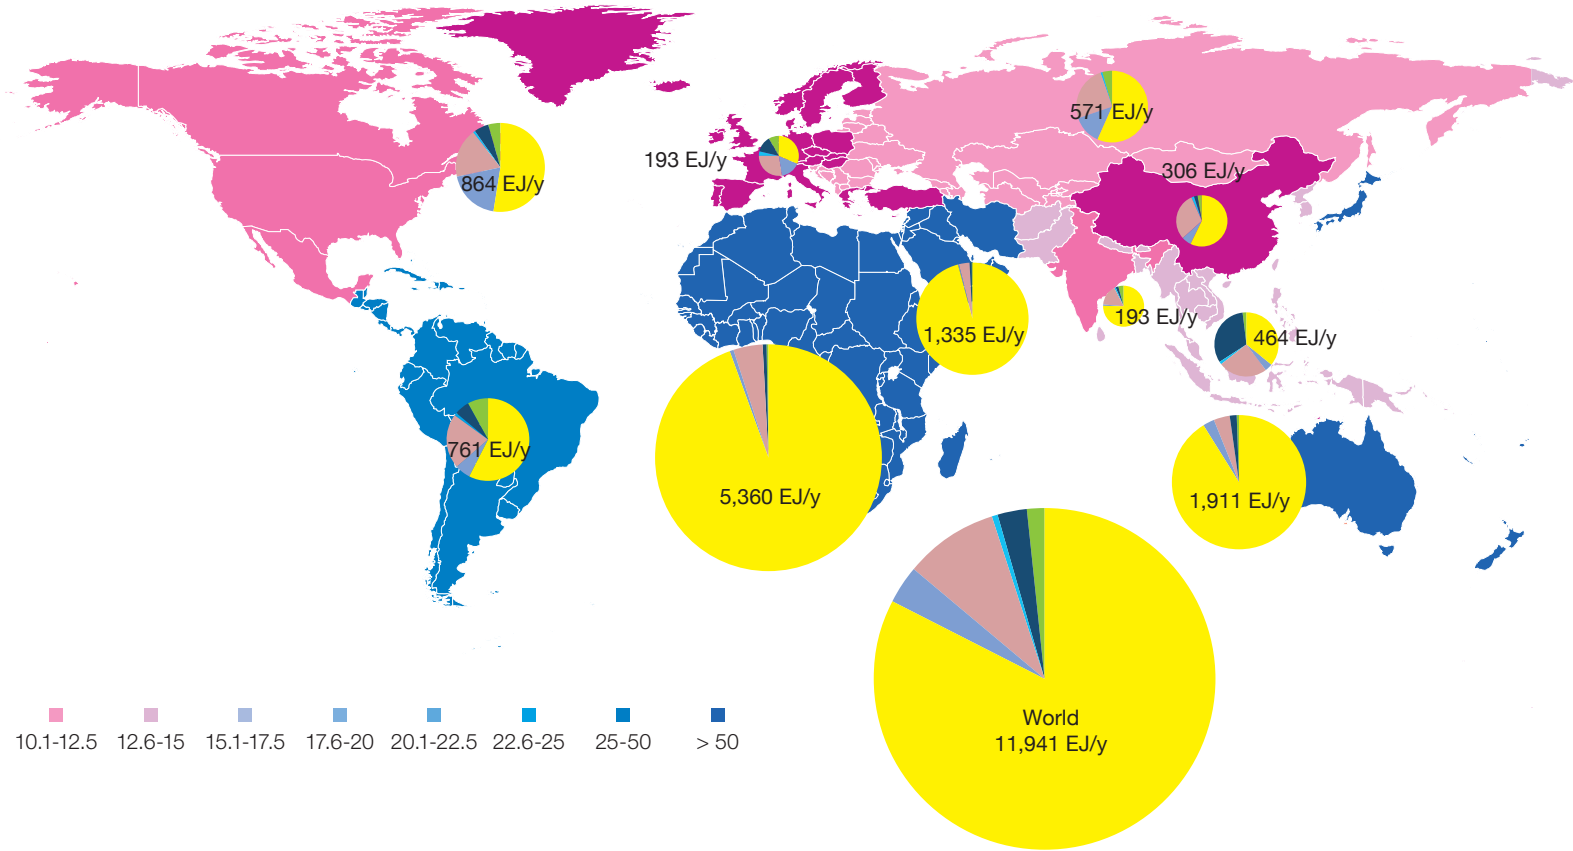 571 EJ/y
193 EJ/y
306 EJ/y
864 EJ/y
193 EJ/y
1,335 EJ/y
464 EJ/y
761 EJ/y
5,360 EJ/y
1,911 EJ/y
World
11,941 EJ/y
10.1-12.5 12.6-15 15.1-17.5 17.6-20 20.1-22.5 22.6-25 25-50 > 50